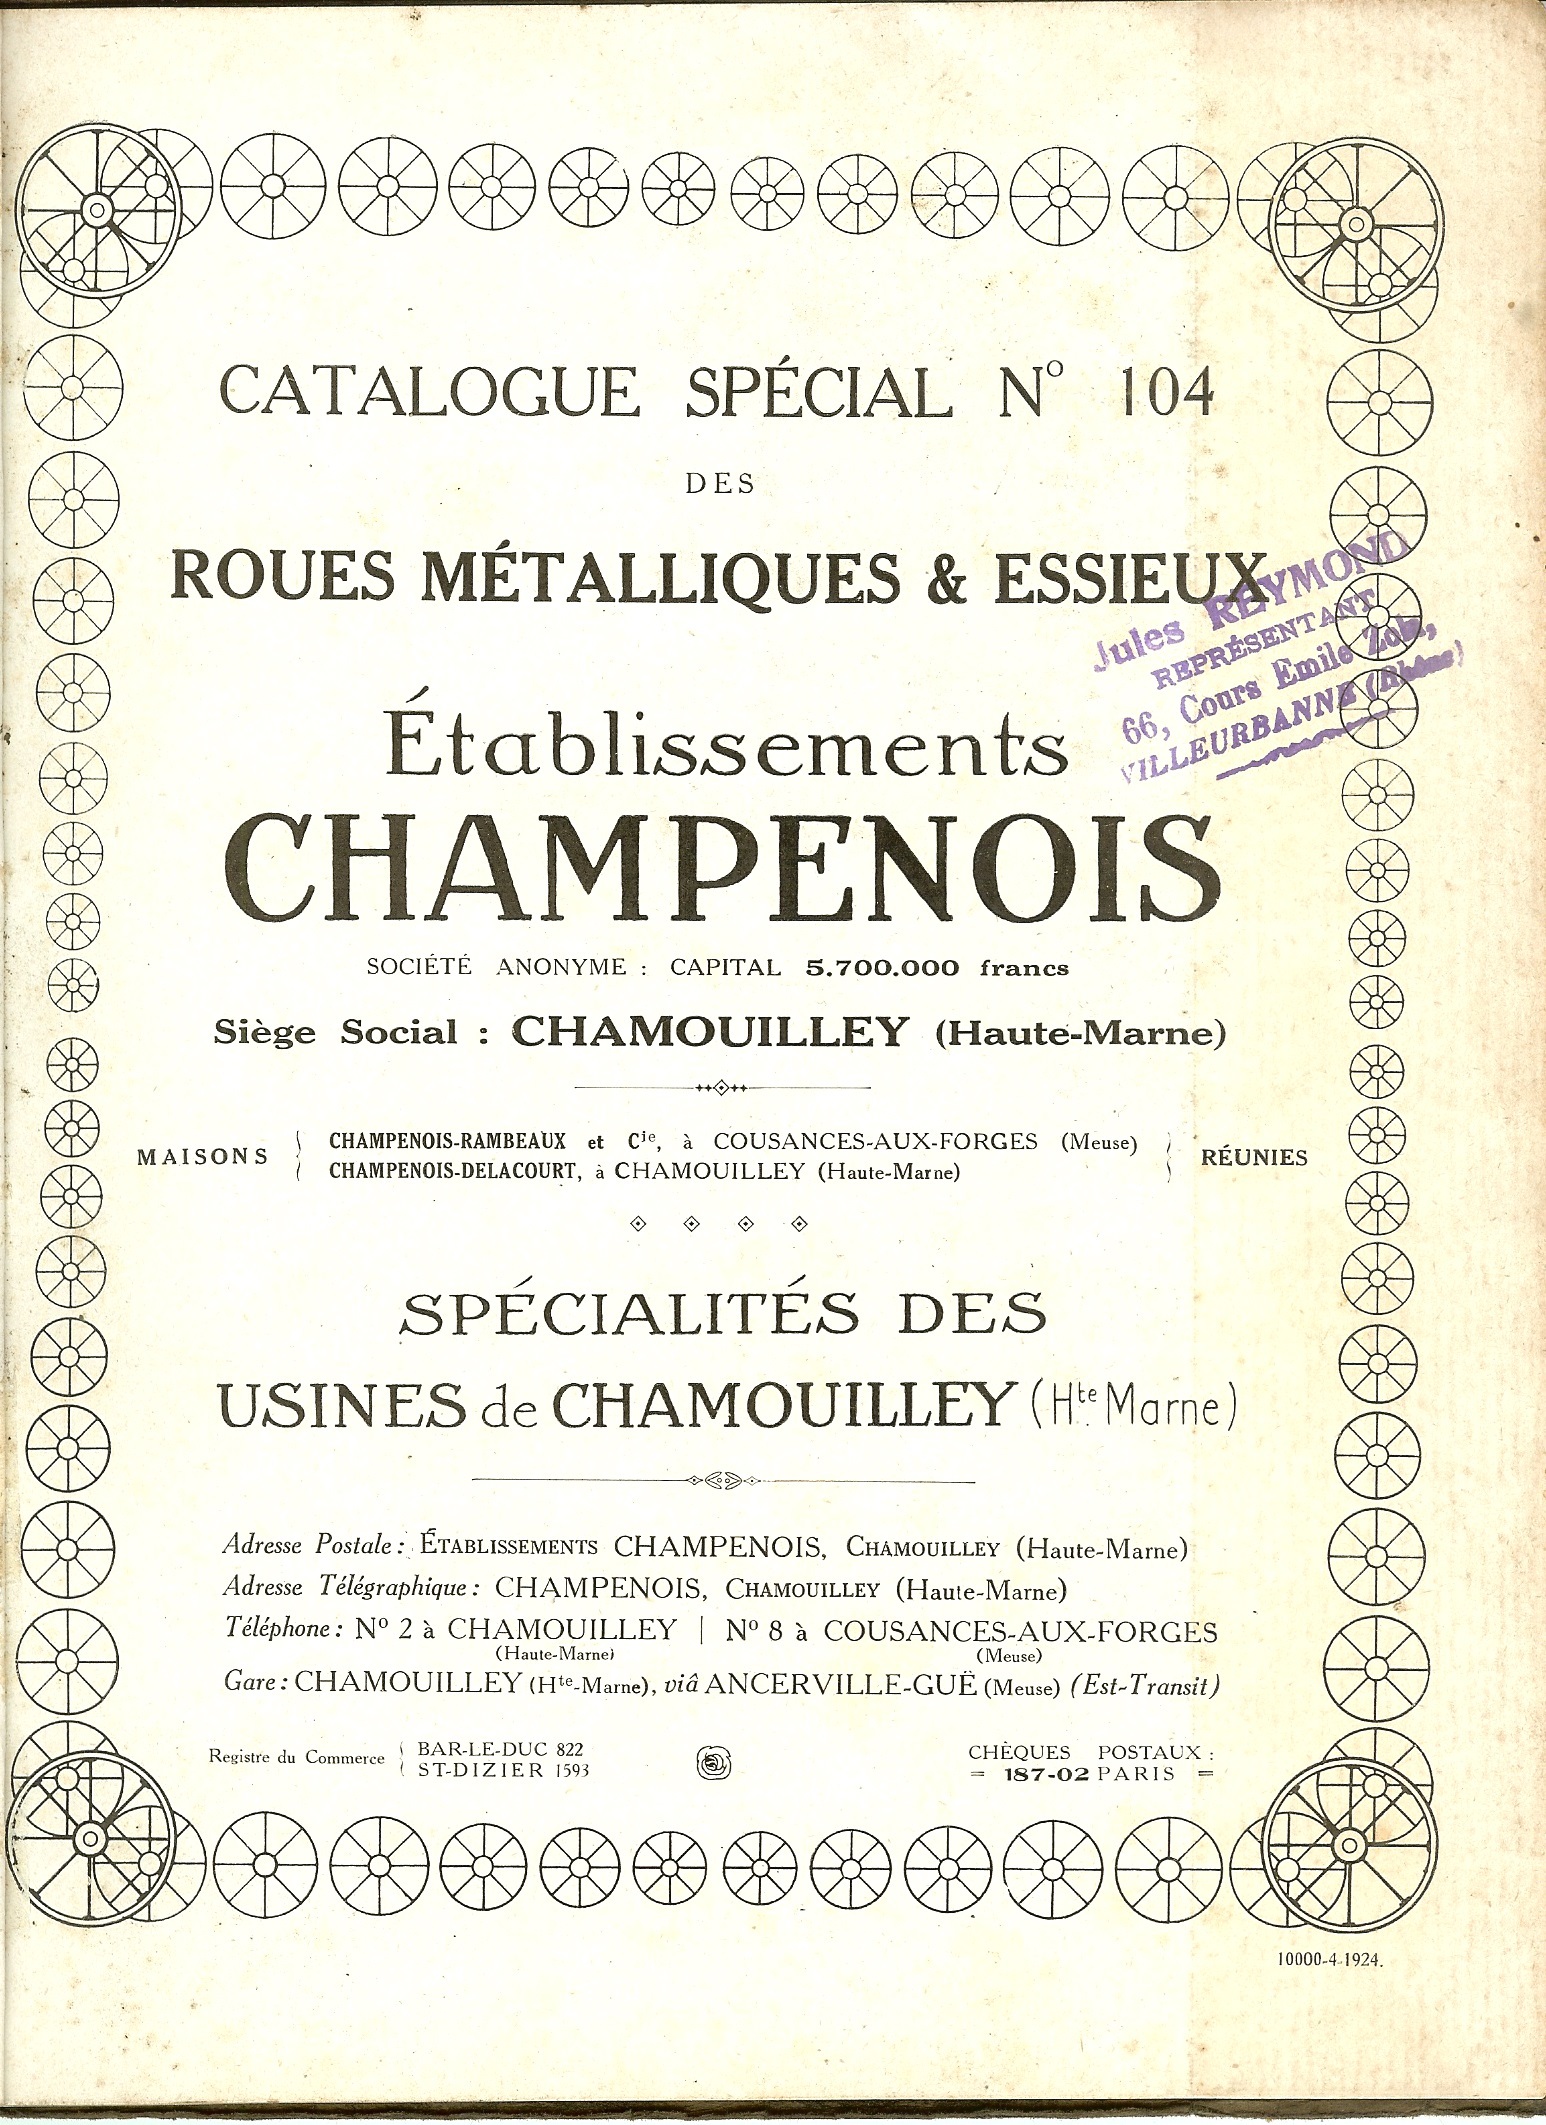 CATALOGUE SPÉCIAL Nº 104
DES
ROUES MÉTALLIQUES & ESSIEUX
Jules REYMOND
REPRÉSENTANT
66, Cours Emile Zola,
VILLEURBANNE (Rhône)
Établissements
CHAMPENOIS
SOCIÉTÉ ANONYME : CAPITAL 5.700.000 francs
Siège Social : CHAMOUILLEY (Haute-Marne)
MAISONS { CHAMPENOIS-RAMBEAUX et Cie, à COUSANCES-AUX-FORGES (Meuse) } RÉUNIES
CHAMPENOIS-DELACOURT, à CHAMOUILLEY (Haute-Marne)
SPÉCIALITÉS DES
USINES de CHAMOUILLEY (Hte Marne)
Adresse Postale : ÉTABLISSEMENTS CHAMPENOIS, CHAMOUILLEY (Haute-Marne)
Adresse Télégraphique : CHAMPENOIS, CHAMOUILLEY (Haute-Marne)
Téléphone : Nº 2 à CHAMOUILLEY | Nº 8 à COUSANCES-AUX-FORGES
(Haute-Marne) (Meuse)
Gare : CHAMOUILLEY (Hte-Marne), viâ ANCERVILLE-GUË (Meuse) (Est-Transit)
Registre du Commerce { BAR-LE-DUC 822
ST-DIZIER 1593
CHÈQUES POSTAUX :
= 187-02 PARIS =
10000-4-1924.